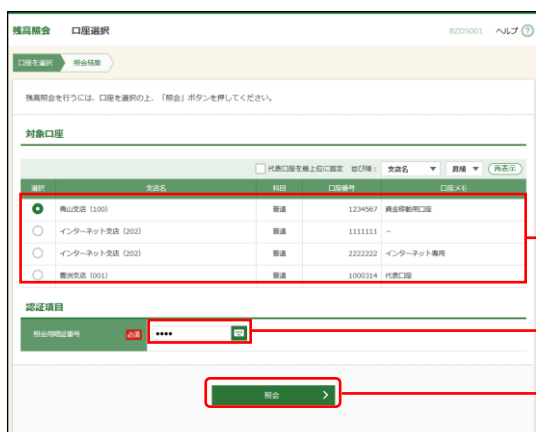 残高照会 口座選択 BZDS001 ヘルプ ?
口座を選択 照会結果
残高照会を行うには、口座を選択の上、「照会」ボタンを押してください。
対象口座
代表口座を最上位に固定 並び順： 支店名 ▼ 昇順 ▼ 再表示
選択 支店名 科目 口座番号 口座メモ
青山支店（100） 普通 1234567 資金移動用口座
インターネット支店（202） 普通 1111111 －
インターネット支店（202） 普通 2222222 インターネット専用
豊洲支店（001） 普通 1000314 代表口座
認証項目
照会用暗証番号 必須 ••••
照会